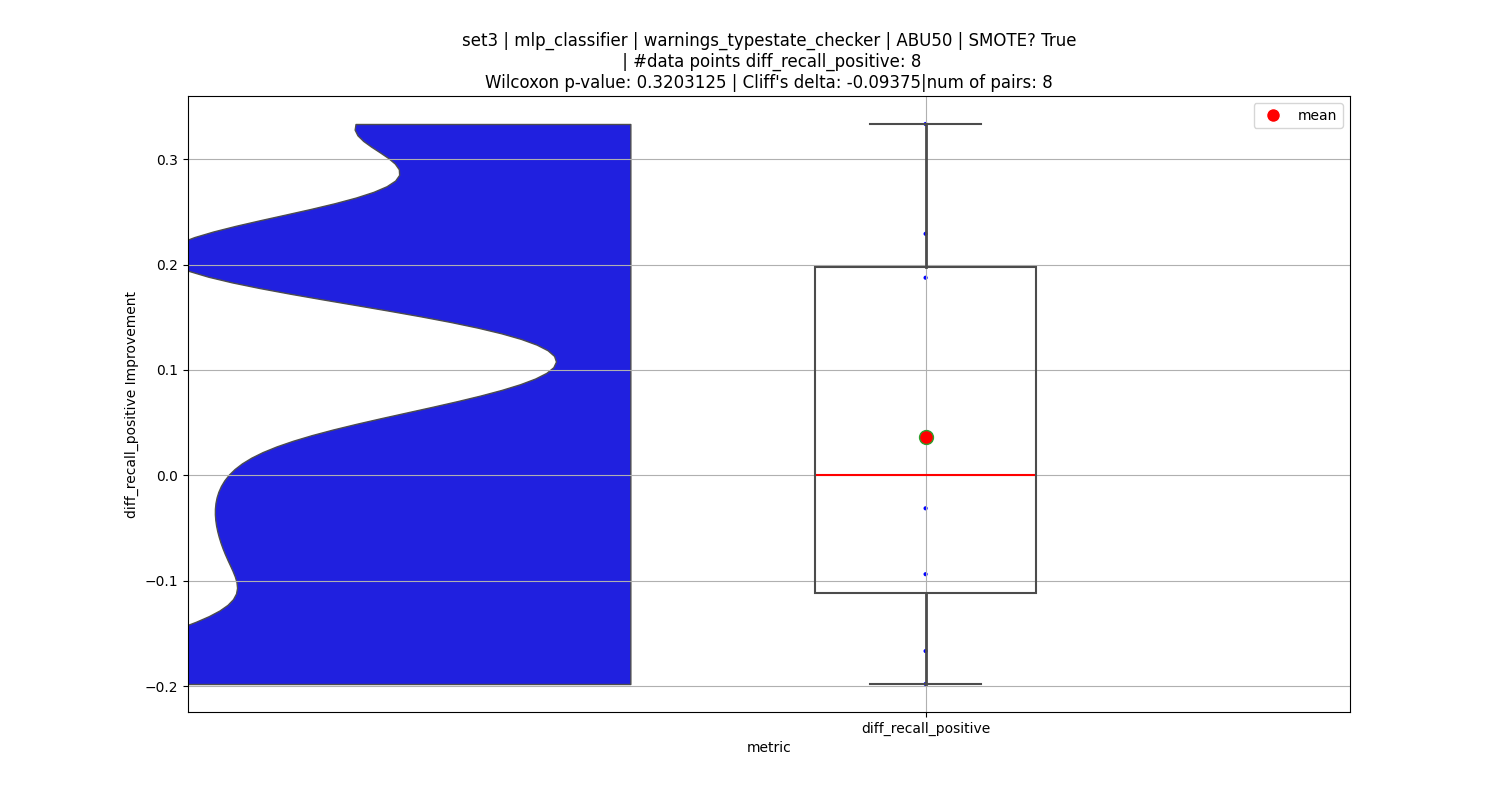 set3 | mlp_classifier | warnings_typestate_checker | ABU50 | SMOTE? True
| #data points diff_recall_positive: 8
Wilcoxon p-value: 0.3203125 | Cliff's delta: -0.09375|num of pairs: 8
mean
0.3
0.2
0.1
0.0
−0.1
−0.2
diff_recall_positive Improvement
diff_recall_positive
metric